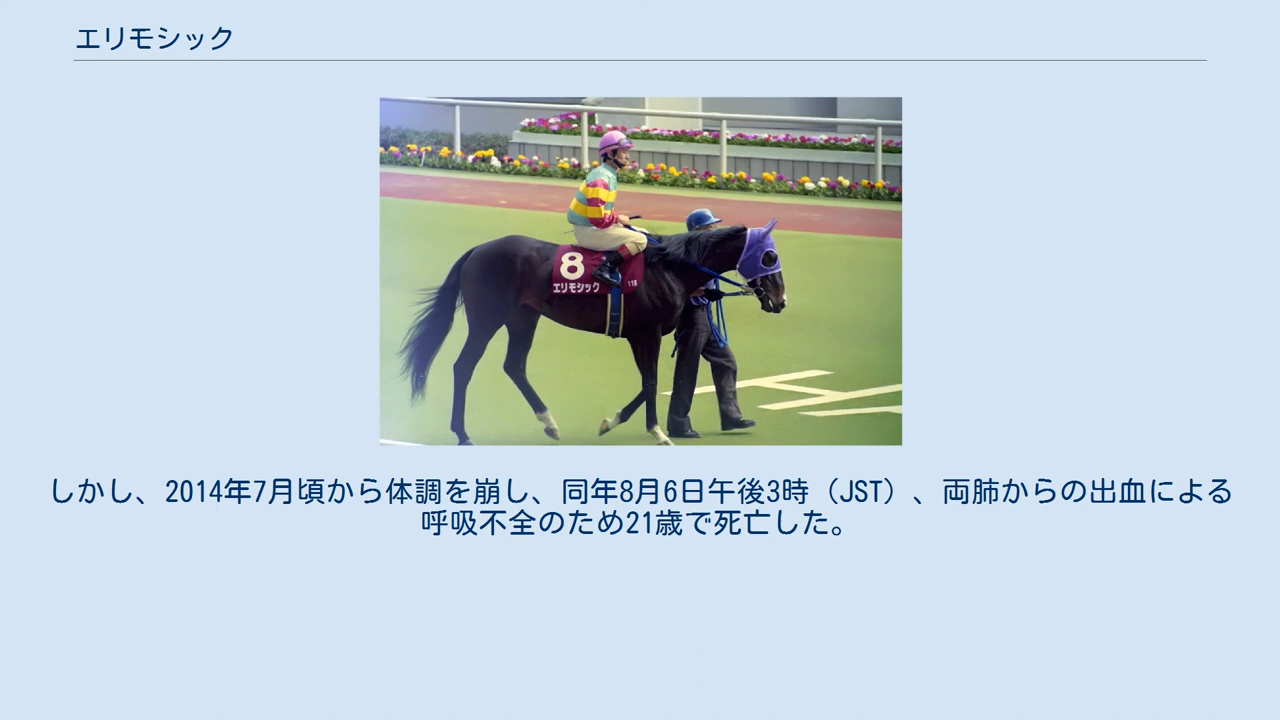 エリモシック
8
エリモシック
しかし、2014年7月頃から体調を崩し、同年8月6日午後3時（JST）、両肺からの出血による
呼吸不全のため21歳で死亡した。